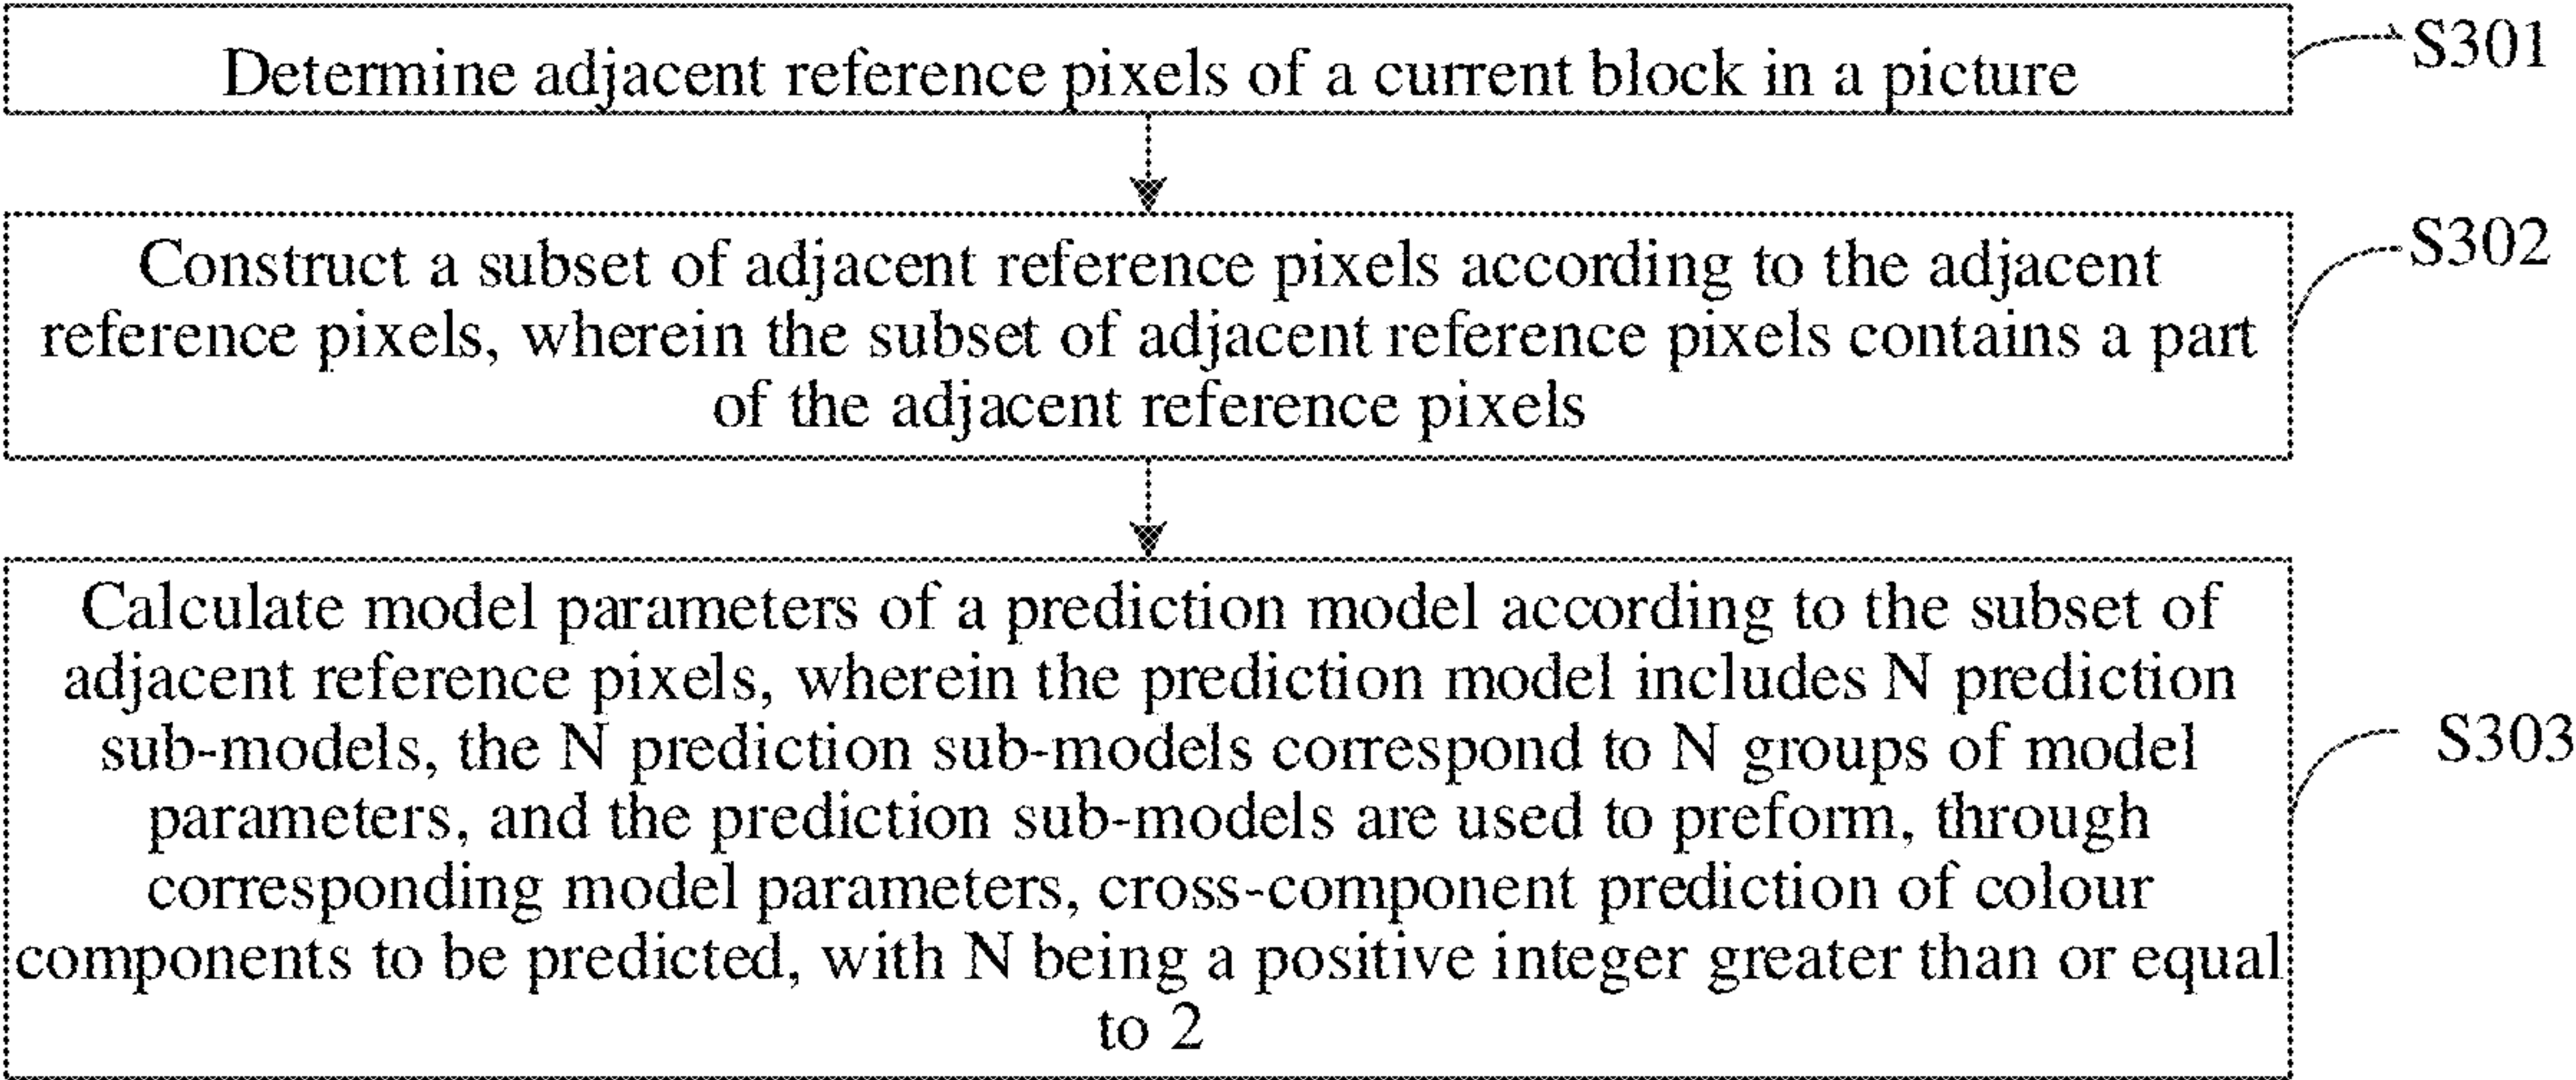 Determine adjacent reference pixels of a current block in a picture
S301
Construct a subset of adjacent reference pixels according to the adjacent
reference pixels, wherein the subset of adjacent reference pixels contains a part
of the adjacent reference pixels
S302
Calculate model parameters of a prediction model according to the subset of
adjacent reference pixels, wherein the prediction model includes N prediction
sub-models, the N prediction sub-models correspond to N groups of model
parameters, and the prediction sub-models are used to preform, through
corresponding model parameters, cross-component prediction of colour
components to be predicted, with N being a positive integer greater than or equal
to 2
S303